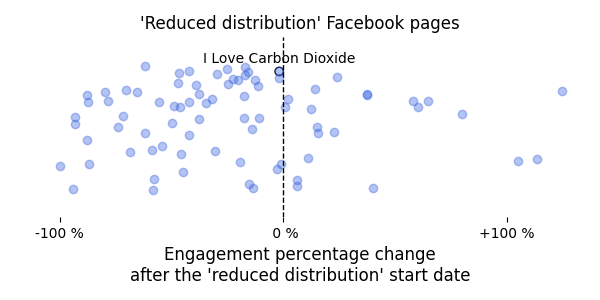 'Reduced distribution' Facebook pages
I Love Carbon Dioxide
-100 % 0 % +100 %
Engagement percentage change
after the 'reduced distribution' start date